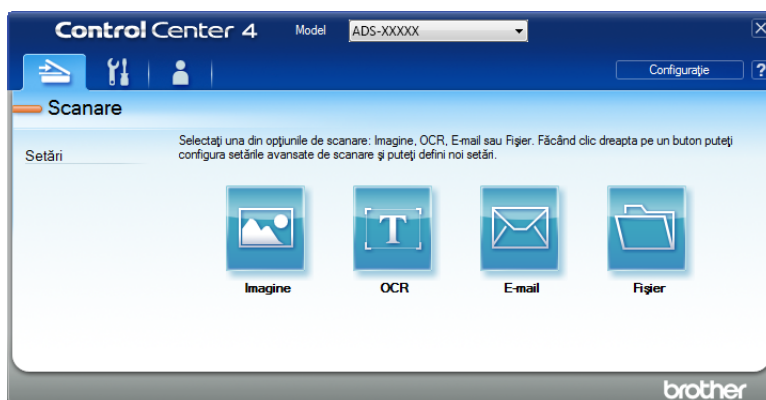 Control Center 4 Model ADS-XXXXX
Configurație ?
Scanare
Setări
Selectați una din opțiunile de scanare: Imagine, OCR, E-mail sau Fișier. Făcând clic dreapta pe un buton puteți
configura setările avansate de scanare și puteți defini noi setări.
T
Imagine OCR E-mail Fișier
brother